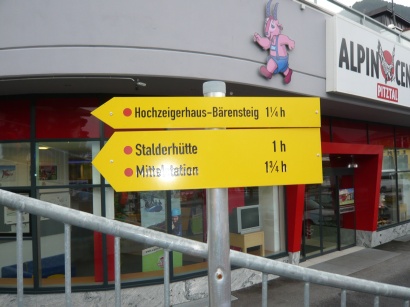 ALPIN CEN
PITZTAL
Hochzeigerhaus-Bärensteig 1¼ h
Stalderhütte 1 h
Mittelstation 1¾ h